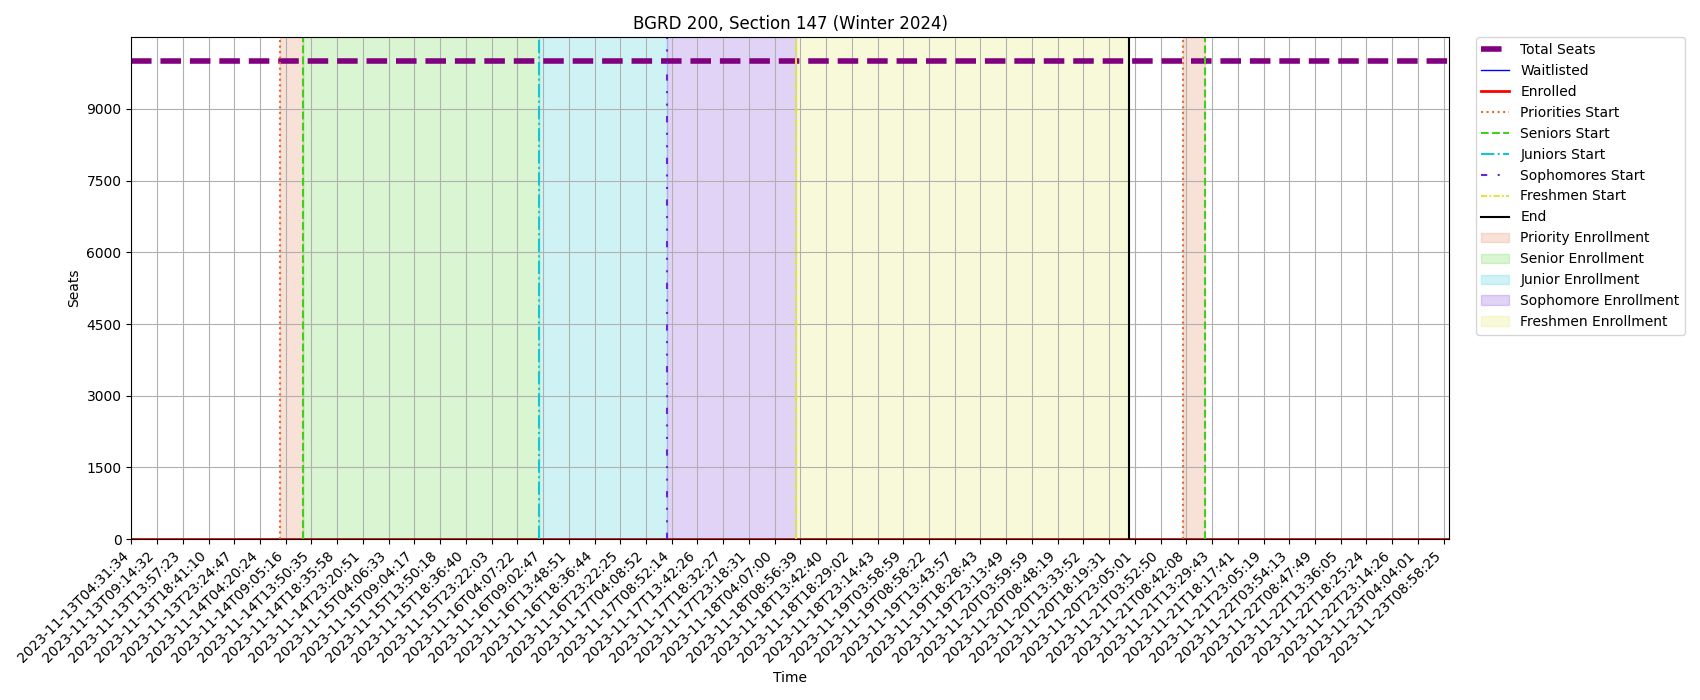 BGRD 200, Section 147 (Winter 2024)
Total Seats
Waitlisted
Enrolled
Priorities Start
Seniors Start
Juniors Start
Sophomores Start
Freshmen Start
End
Priority Enrollment
Senior Enrollment
Junior Enrollment
Sophomore Enrollment
Freshmen Enrollment
Seats
9000
7500
6000
4500
3000
1500
0
2023-11-13T04:31:34
2023-11-13T09:14:32
2023-11-13T13:57:23
2023-11-13T18:41:10
2023-11-13T23:24:47
2023-11-14T04:20:24
2023-11-14T09:05:16
2023-11-14T13:50:35
2023-11-14T18:35:58
2023-11-14T23:20:51
2023-11-15T04:06:33
2023-11-15T09:04:17
2023-11-15T13:50:18
2023-11-15T18:36:40
2023-11-15T23:22:03
2023-11-16T04:07:22
2023-11-16T09:02:47
2023-11-16T13:48:51
2023-11-16T18:36:44
2023-11-16T23:22:25
2023-11-17T04:08:52
2023-11-17T08:52:14
2023-11-17T13:42:26
2023-11-17T18:32:27
2023-11-17T23:18:31
2023-11-18T04:07:00
2023-11-18T08:56:39
2023-11-18T13:42:40
2023-11-18T18:29:02
2023-11-18T23:14:43
2023-11-19T03:58:59
2023-11-19T08:58:22
2023-11-19T13:43:57
2023-11-19T18:28:43
2023-11-19T23:13:49
2023-11-20T03:59:59
2023-11-20T08:48:19
2023-11-20T13:33:52
2023-11-20T18:19:31
2023-11-20T23:05:01
2023-11-21T03:52:50
2023-11-21T08:42:08
2023-11-21T13:29:43
2023-11-21T18:17:41
2023-11-21T23:05:19
2023-11-22T03:54:13
2023-11-22T08:47:49
2023-11-22T13:36:05
2023-11-22T18:25:24
2023-11-22T23:14:26
2023-11-23T04:04:01
2023-11-23T08:58:25
Time